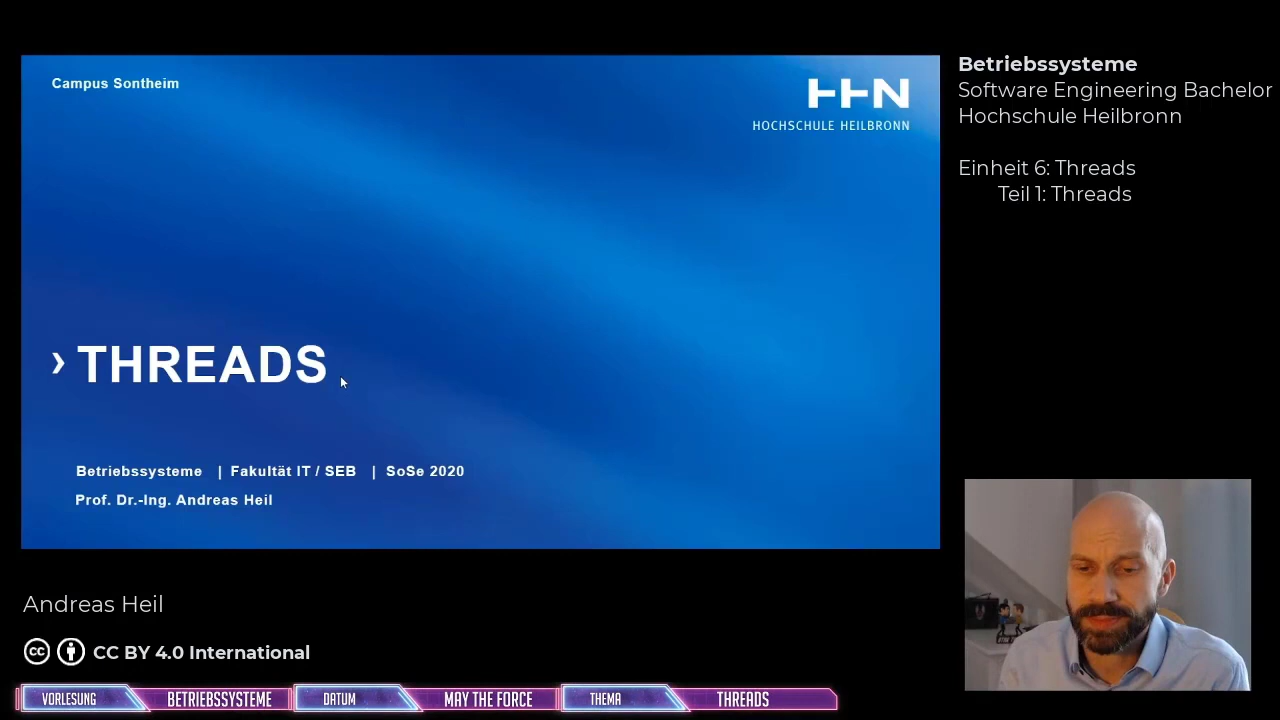 Campus Sontheim
HHN
HOCHSCHULE HEILBRONN
› THREADS
Betriebssysteme | Fakultät IT / SEB | SoSe 2020
Prof. Dr.-Ing. Andreas Heil
Betriebssysteme
Software Engineering Bachelor
Hochschule Heilbronn
Einheit 6: Threads
Teil 1: Threads
Andreas Heil
cc CC BY 4.0 International
VORLESUNG BETRIEBSSYSTEME DATUM MAY THE FORCE THEMA THREADS